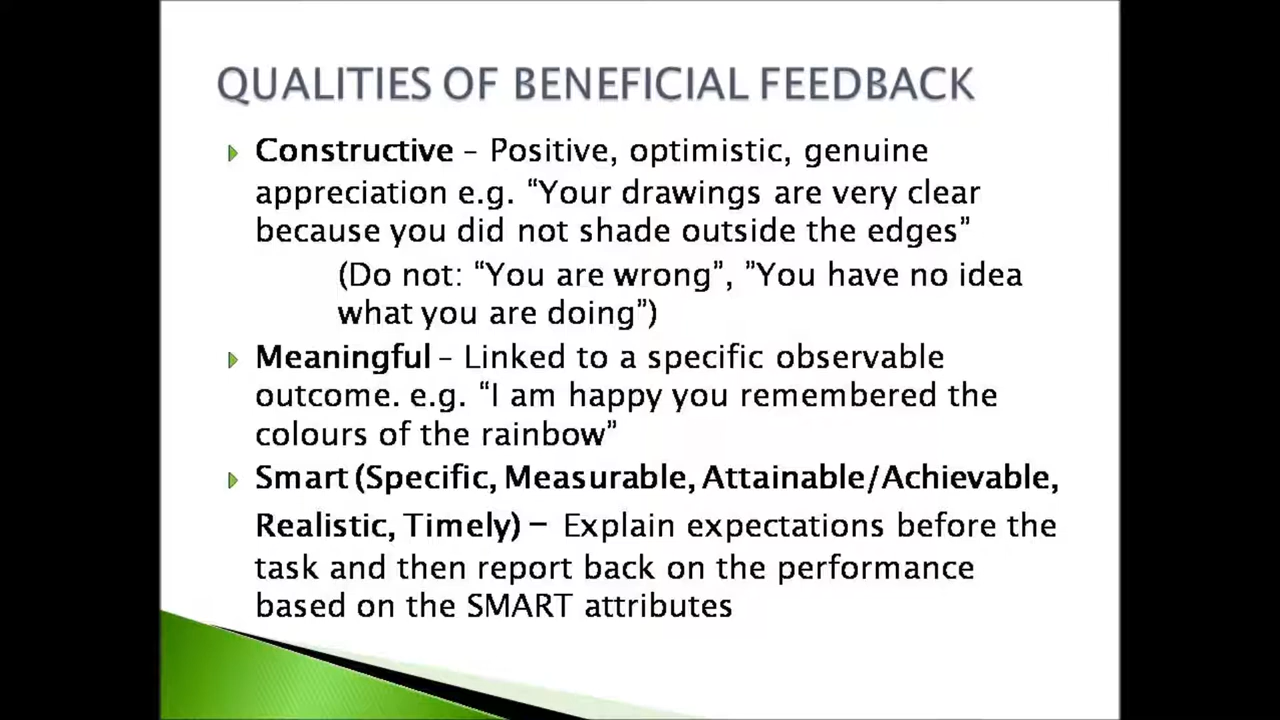 QUALITIES OF BENEFICIAL FEEDBACK
Constructive – Positive, optimistic, genuine
appreciation e.g. “Your drawings are very clear
because you did not shade outside the edges”
(Do not: “You are wrong”, ”You have no idea
what you are doing”)
Meaningful – Linked to a specific observable
outcome. e.g. “I am happy you remembered the
colours of the rainbow”
Smart (Specific, Measurable, Attainable/Achievable,
Realistic, Timely) – Explain expectations before the
task and then report back on the performance
based on the SMART attributes